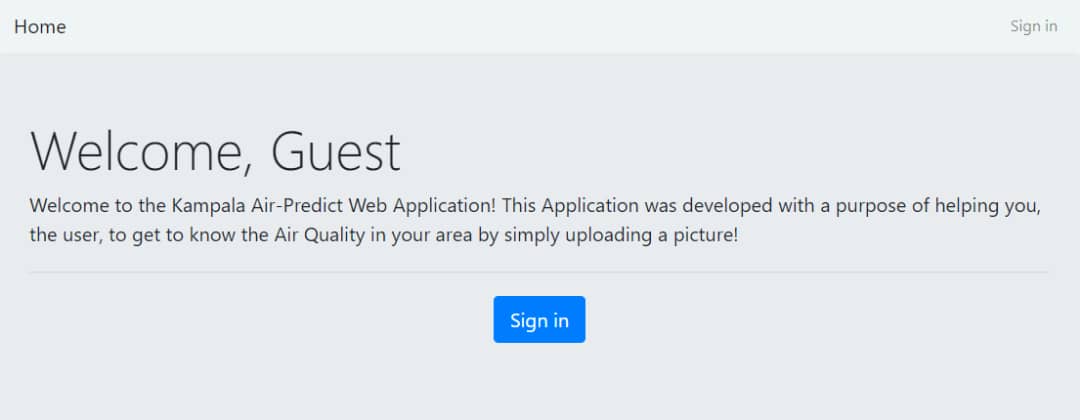 Home
Sign in
Welcome, Guest
Welcome to the Kampala Air-Predict Web Application! This Application was developed with a purpose of helping you,
the user, to get to know the Air Quality in your area by simply uploading a picture!
Sign in